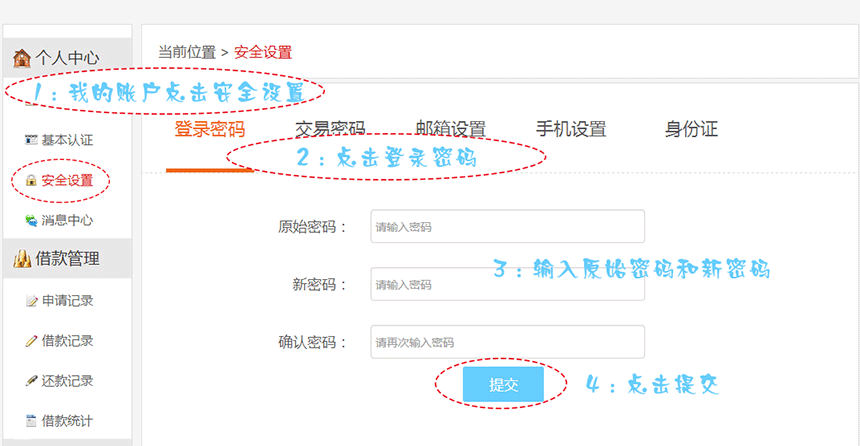 个人中心
当前位置 > 安全设置
1：我的账户点击安全设置
登录密码 交易密码 邮箱设置 手机设置 身份证
基本认证
2：点击登录密码
安全设置
消息中心
原始密码： 请输入密码
借款管理
3：输入原始密码和新密码
新密码： 请输入密码
申请记录
借款记录
确认密码： 请再次输入密码
还款记录
提交
4：点击提交
借款统计